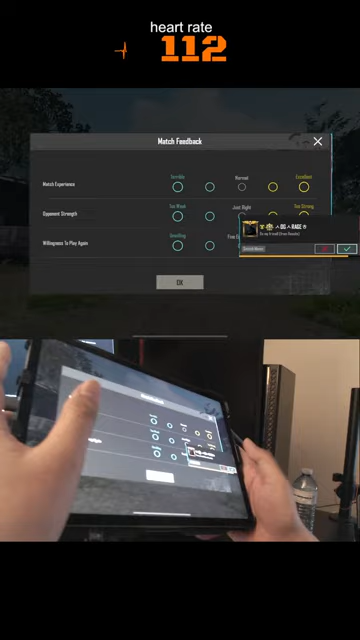 heart rate
112
Match Feedback
Terrible
Normal
Excellent
Match Experience
Too Weak
Just Right
Too Strong
Opponent Strength
Unwilling
Willingness To Play Again
OK